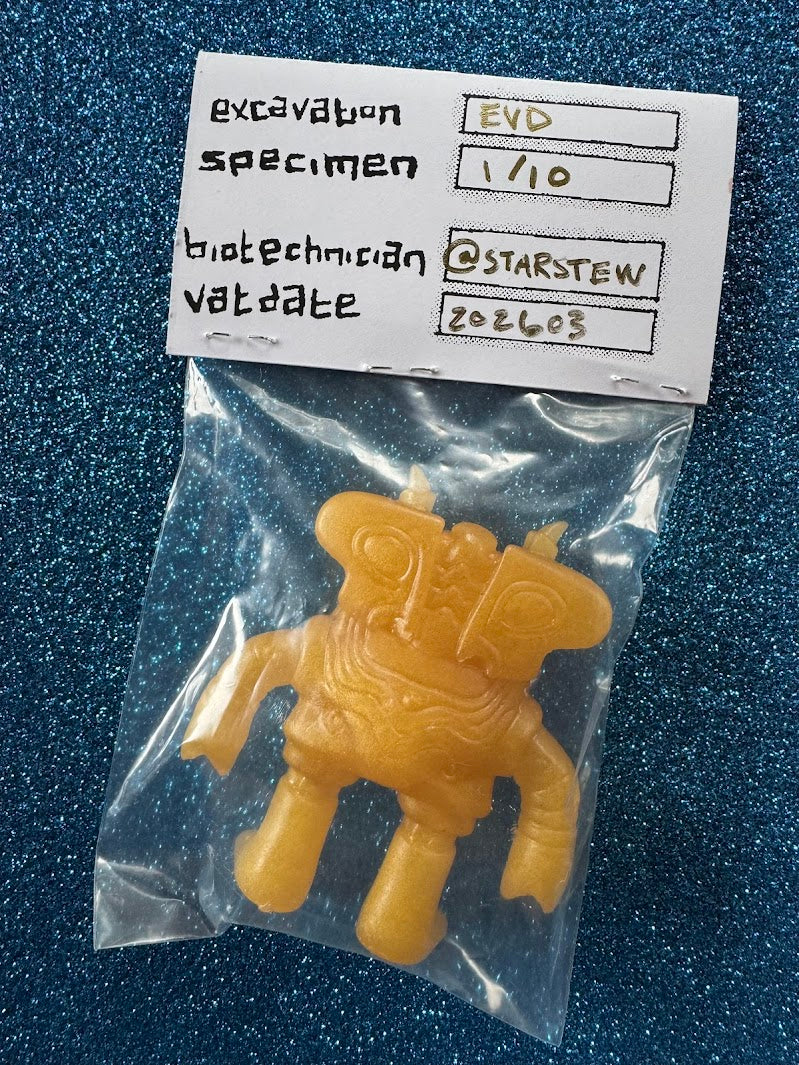 excavation EVD
specimen 1/10
biotechnician @STARSTEW
vatdate 202603